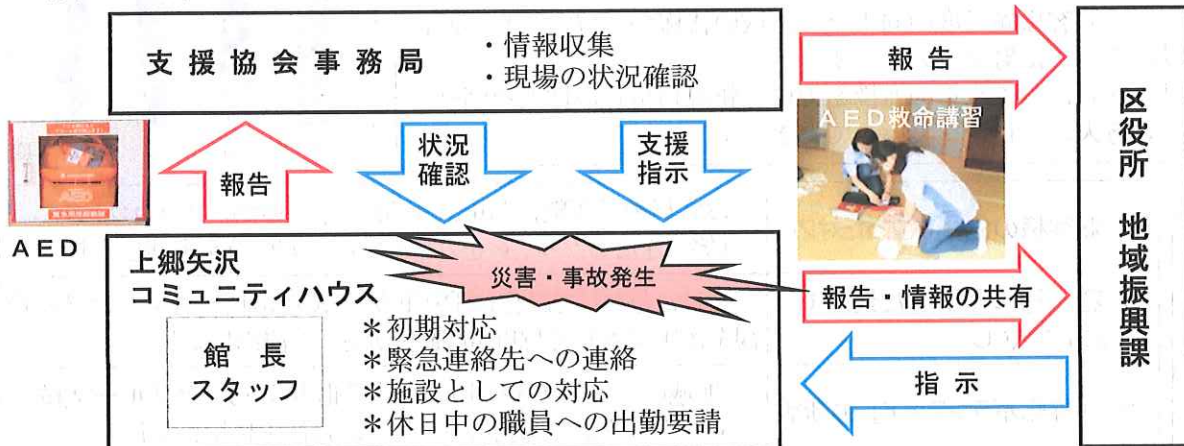 支援協会事務局
・情報収集
・現場の状況確認
報告
区役所 地域振興課
AED救命講習
報告
状況
確認
支援
指示
AED
AED
上郷矢沢
コミュニティハウス
災害・事故発生
報告・情報の共有
館長
スタッフ
＊初期対応
＊緊急連絡先への連絡
＊施設としての対応
＊休日中の職員への出勤要請
指示